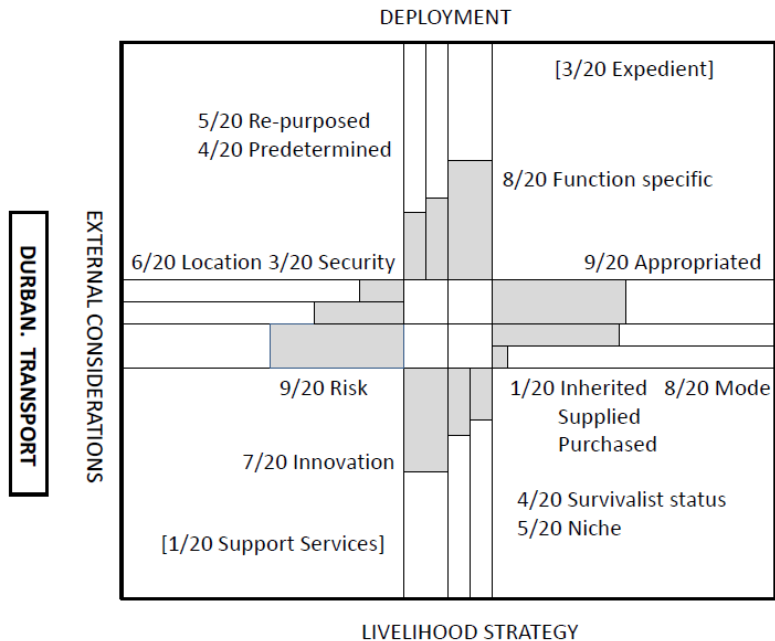 DEPLOYMENT
[3/20 Expedient]
5/20 Re-purposed
4/20 Predetermined
8/20 Function specific
DURBAN. TRANSPORT
EXTERNAL CONSIDERATIONS
6/20 Location 3/20 Security
9/20 Appropriated
9/20 Risk
1/20 Inherited 8/20 Mode
Supplied
Purchased
7/20 Innovation
4/20 Survivalist status
5/20 Niche
[1/20 Support Services]
LIVELIHOOD STRATEGY